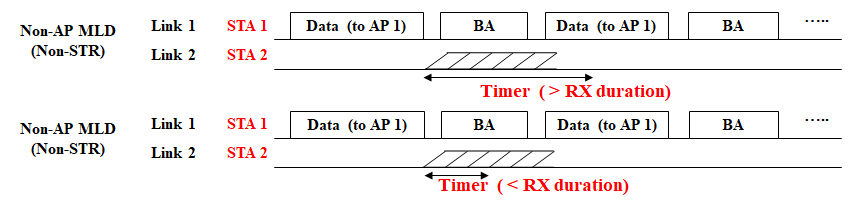 Non-AP MLD
(Non-STR)
Link 1 STA 1 Data (to AP 1) BA Data (to AP 1) BA .....
Link 2 STA 2
Timer ( > RX duration)
Non-AP MLD
(Non-STR)
Link 1 STA 1 Data (to AP 1) BA Data (to AP 1) BA .....
Link 2 STA 2
Timer ( < RX duration)